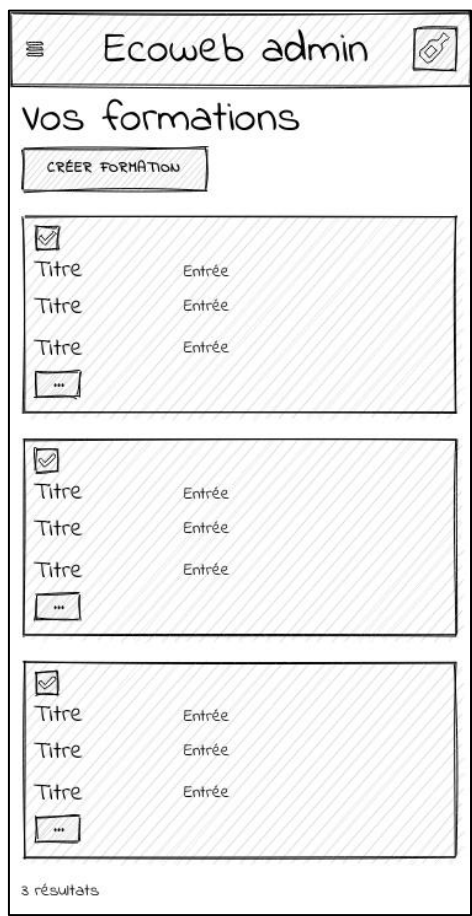 Ecoweb admin
Vos formations
CRÉER FORMATION
Titre Entrée
Titre Entrée
Titre Entrée
...
Titre Entrée
Titre Entrée
Titre Entrée
...
Titre Entrée
Titre Entrée
Titre Entrée
...
3 résultats